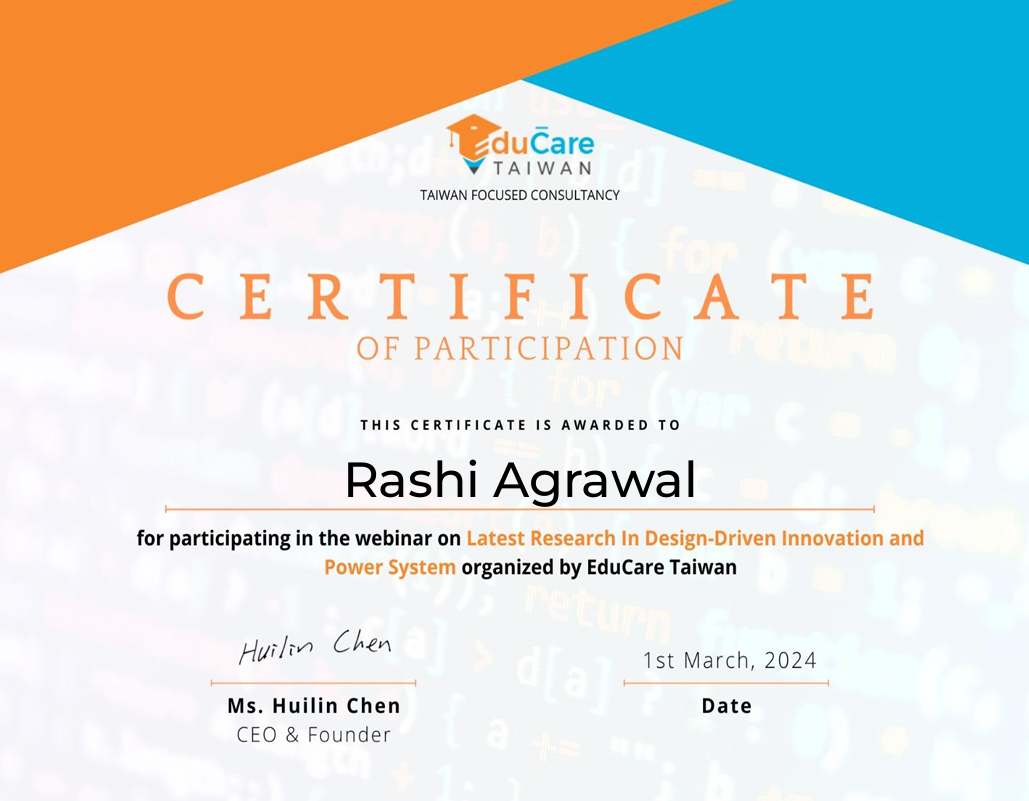 EduCare
TAIWAN
TAIWAN FOCUSED CONSULTANCY
CERTIFICATE
OF PARTICIPATION
THIS CERTIFICATE IS AWARDED TO
Rashi Agrawal
for participating in the webinar on Latest Research In Design-Driven Innovation and
Power System organized by EduCare Taiwan
Huilin Chen
1st March, 2024
Ms. Huilin Chen
Date
CEO & Founder